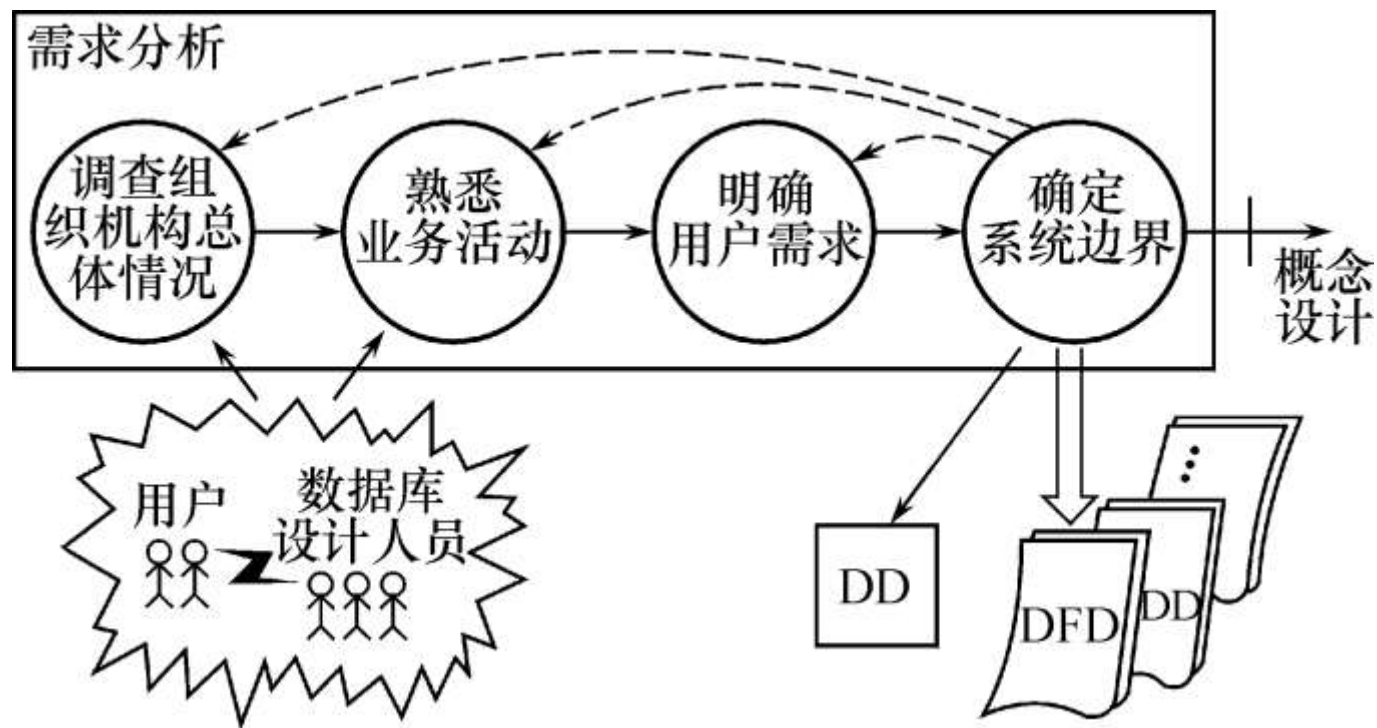 需求分析
调查组
织机构总
体情况
熟悉
业务活动
明确
用户需求
确定
系统边界
概念
设计
用户
数据库
设计人员
DD
DFD
DD